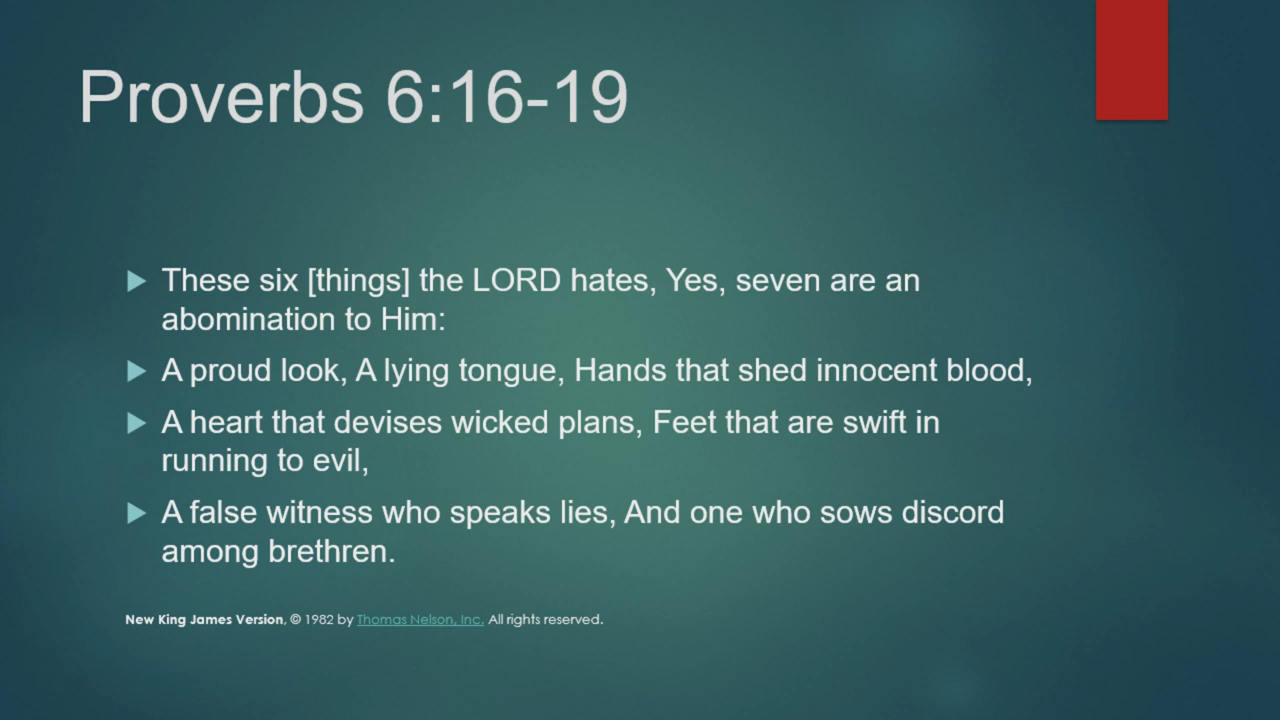 Proverbs 6:16-19
These six [things] the LORD hates, Yes, seven are an
abomination to Him:
A proud look, A lying tongue, Hands that shed innocent blood,
A heart that devises wicked plans, Feet that are swift in
running to evil,
A false witness who speaks lies, And one who sows discord
among brethren.
New King James Version, © 1982 by Thomas Nelson, Inc. All rights reserved.